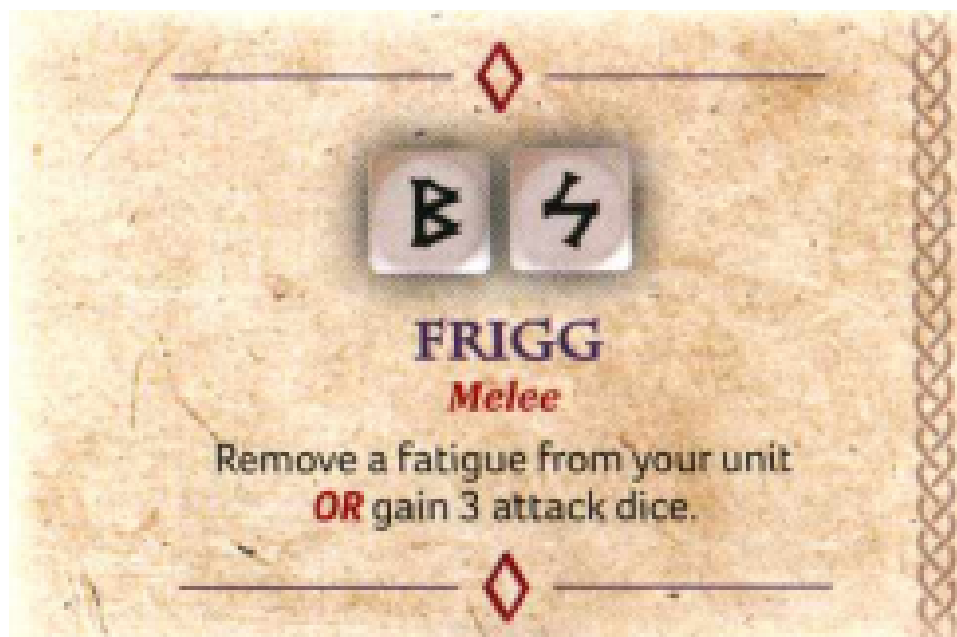 ᛒ ᛋ
FRIGG
Melee
Remove a fatigue from your unit
OR gain 3 attack dice.